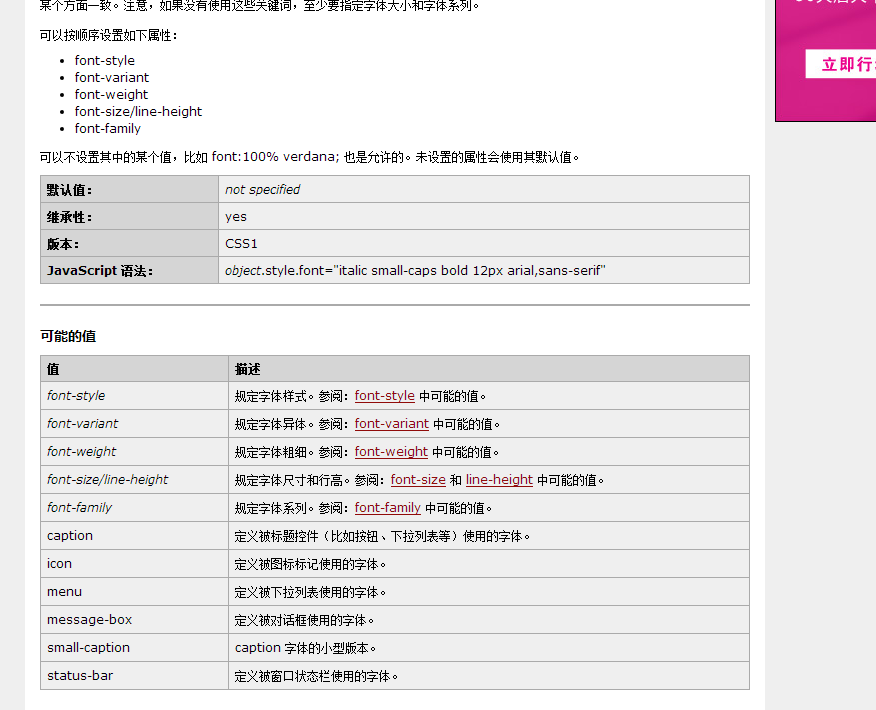 某个方面一致。注意，如果没有使用这些关键词，至少要指定字体大小和字体系列。
可以按顺序设置如下属性：
font-style
font-variant
font-weight
font-size/line-height
font-family
可以不设置其中的某个值，比如 font:100% verdana; 也是允许的。未设置的属性会使用其默认值。
默认值： not specified
继承性： yes
版本： CSS1
JavaScript 语法： object.style.font="italic small-caps bold 12px arial,sans-serif"
可能的值
值 描述
font-style 规定字体样式。参阅：font-style 中可能的值。
font-variant 规定字体异体。参阅：font-variant 中可能的值。
font-weight 规定字体粗细。参阅：font-weight 中可能的值。
font-size/line-height 规定字体尺寸和行高。参阅：font-size 和 line-height 中可能的值。
font-family 规定字体系列。参阅：font-family 中可能的值。
caption 定义被标题控件（比如按钮、下拉列表等）使用的字体。
icon 定义被图标标记使用的字体。
menu 定义被下拉列表使用的字体。
message-box 定义被对话框使用的字体。
small-caption caption 字体的小型版本。
status-bar 定义被窗口状态栏使用的字体。
立即行